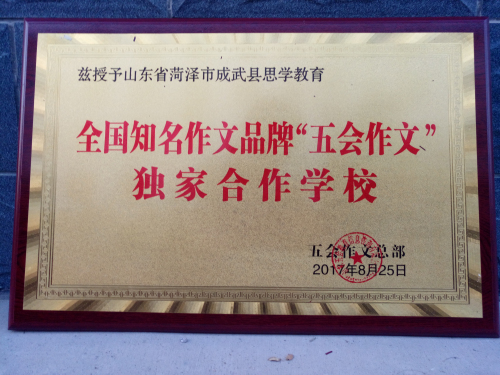 兹授予山东省菏泽市成武县思学教育
全国知名作文品牌“五会作文”
独家合作学校
五会作文总部
2017年8月25日